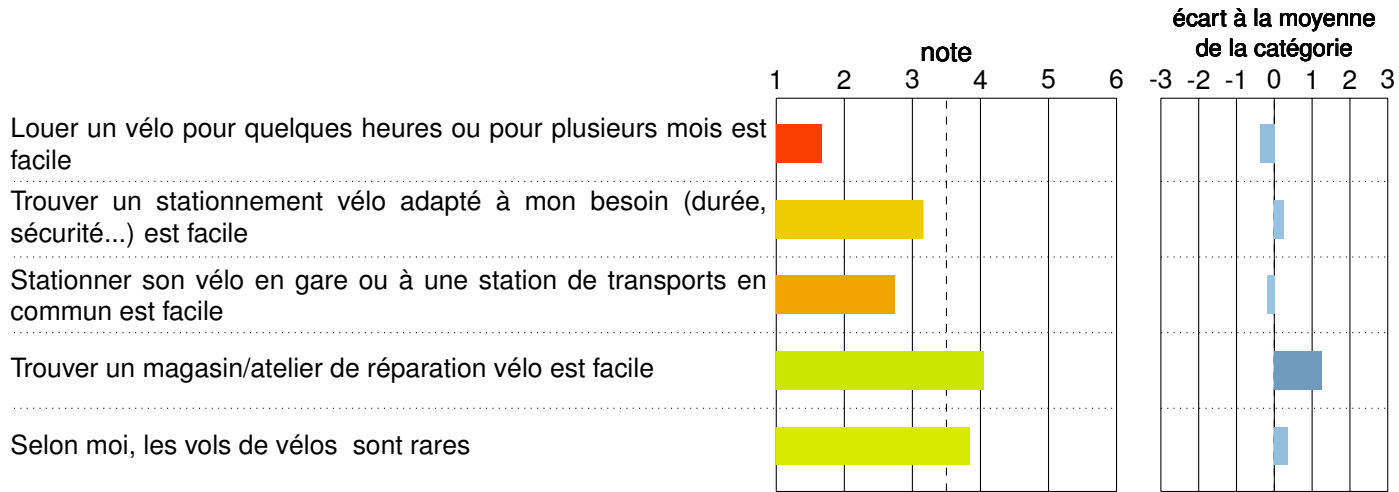 écart à la moyenne
de la catégorie
note
1 2 3 4 5 6
-3 -2 -1 0 1 2 3
Louer un vélo pour quelques heures ou pour plusieurs mois est
facile
Trouver un stationnement vélo adapté à mon besoin (durée,
sécurité...) est facile
Stationner son vélo en gare ou à une station de transports en
commun est facile
Trouver un magasin/atelier de réparation vélo est facile
Selon moi, les vols de vélos sont rares